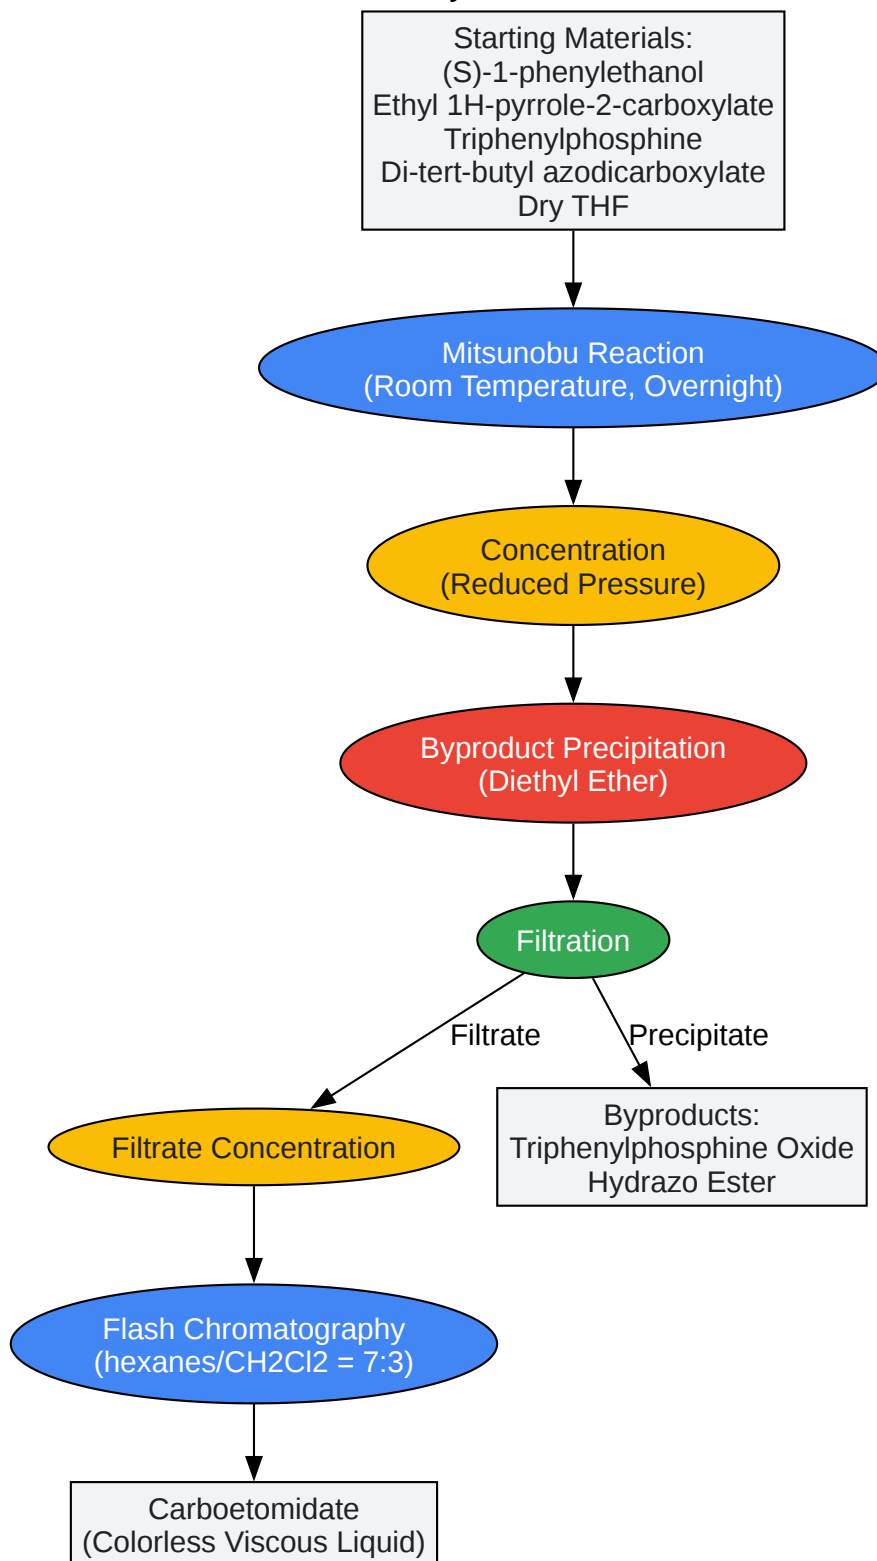 Starting Materials:
(S)-1-phenylethanol
Ethyl 1H-pyrrole-2-carboxylate
Triphenylphosphine
Di-tert-butyl azodicarboxylate
Dry THF
Mitsunobu Reaction
(Room Temperature, Overnight)
Concentration
(Reduced Pressure)
Byproduct Precipitation
(Diethyl Ether)
Filtration
Filtrate
Precipitate
Filtrate Concentration
Byproducts:
Triphenylphosphine Oxide
Hydrazo Ester
Flash Chromatography
(hexanes/CH2Cl2 = 7:3)
Carboetomidate
(Colorless Viscous Liquid)